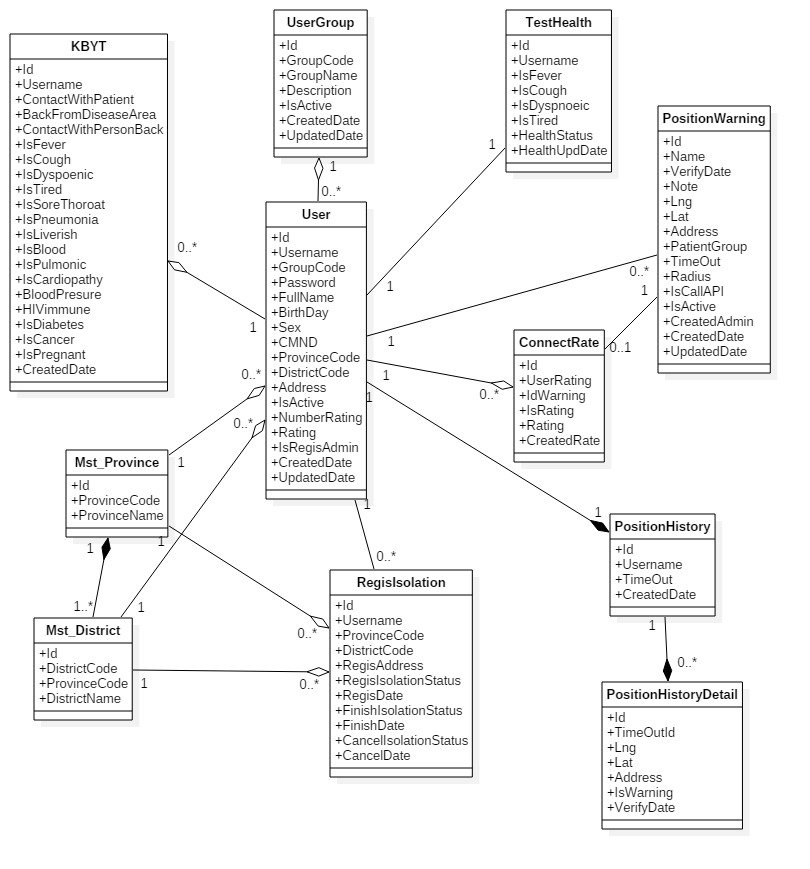 KBYT
+Id
+Username
+ContactWithPatient
+BackFromDiseaseArea
+ContactWithPersonBack
+IsFever
+IsCough
+IsDyspoenic
+IsTired
+IsSoreThoroat
+IsPneumonia
+IsLiverish
+IsBlood
+IsPulmonic
+IsCardiopathy
+BloodPresure
+HIVimmune
+IsDiabetes
+IsCancer
+IsPregnant
+CreatedDate
UserGroup
+Id
+GroupCode
+GroupName
+Description
+IsActive
+CreatedDate
+UpdatedDate
1
0..*
TestHealth
+Id
+Username
+IsFever
+IsCough
+IsDyspnoeic
+IsTired
+HealthStatus
+HealthUpdDate
1
1
PositionWarning
+Id
+Name
+VerifyDate
+Note
+Lng
+Lat
+Address
+PatientGroup
+TimeOut
+Radius
+IsCallAPI
+IsActive
+CreatedAdmin
+CreatedDate
+UpdatedDate
0..*
1
1
0..1
User
+Id
+Username
+GroupCode
+Password
+FullName
+BirthDay
+Sex
+CMND
+ProvinceCode
+DistrictCode
+Address
+IsActive
+NumberRating
+Rating
+IsRegisAdmin
+CreatedDate
+UpdatedDate
0..*
1
ConnectRate
+Id
+UserRating
+IdWarning
+IsRating
+Rating
+CreatedRate
1
0..*
1
1
0..*
1
0..*
1
Mst_Province
+Id
+ProvinceCode
+ProvinceName
1
1..*
1
0..*
Mst_District
+Id
+DistrictCode
+ProvinceCode
+DistrictName
1
0..*
1
0..*
RegisIsolation
+Id
+Username
+ProvinceCode
+DistrictCode
+RegisAddress
+RegisIsolationStatus
+RegisDate
+FinishIsolationStatus
+FinishDate
+CancelIsolationStatus
+CancelDate
PositionHistory
+Id
+Username
+TimeOut
+CreatedDate
1
0..*
PositionHistoryDetail
+Id
+TimeOutId
+Lng
+Lat
+Address
+IsWarning
+VerifyDate